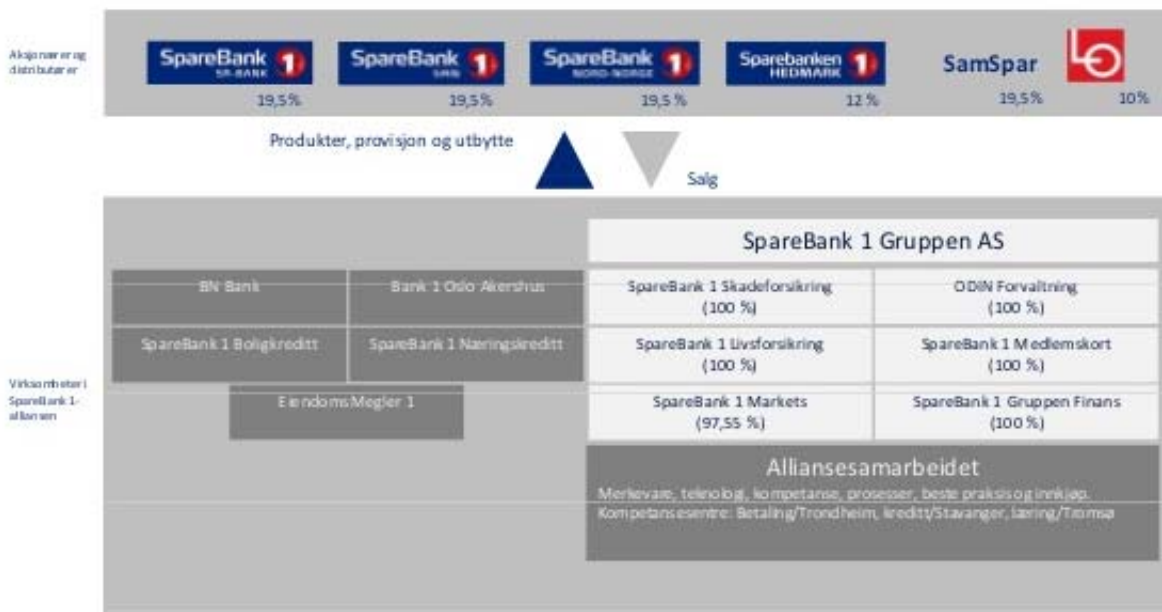 Aksjonærer og
distributører
SpareBank 1
SR-BANK
SpareBank 1
SMN
SpareBank 1
NORD-NORGE
Sparebanken 1
HEDMARK
SamSpar
LO
19,5%
19,5%
19,5%
12%
19,5%
10%
Produkter, provisjon og utbytte
Salg
Virksomheter i
SpareBank 1-
alliansen
SpareBank 1 Gruppen AS
BN Bank
Bank 1 Oslo Akershus
SpareBank 1 Skadeforsikring
(100 %)
ODIN Forvaltning
(100 %)
SpareBank 1 Boligkreditt
SpareBank 1 Næringskreditt
SpareBank 1 Livsforsikring
(100 %)
SpareBank 1 Medlemskort
(100 %)
EiendomsMegler 1
SpareBank 1 Markets
(97,55 %)
SpareBank 1 Gruppen Finans
(100 %)
Alliansesamarbeidet
Merkevare, teknologi, kompetanse, prosesser, beste praksis og innkjøp.
Kompetansesentre: Betaling/Trondheim, kreditt/Stavanger, læring/Tromsø